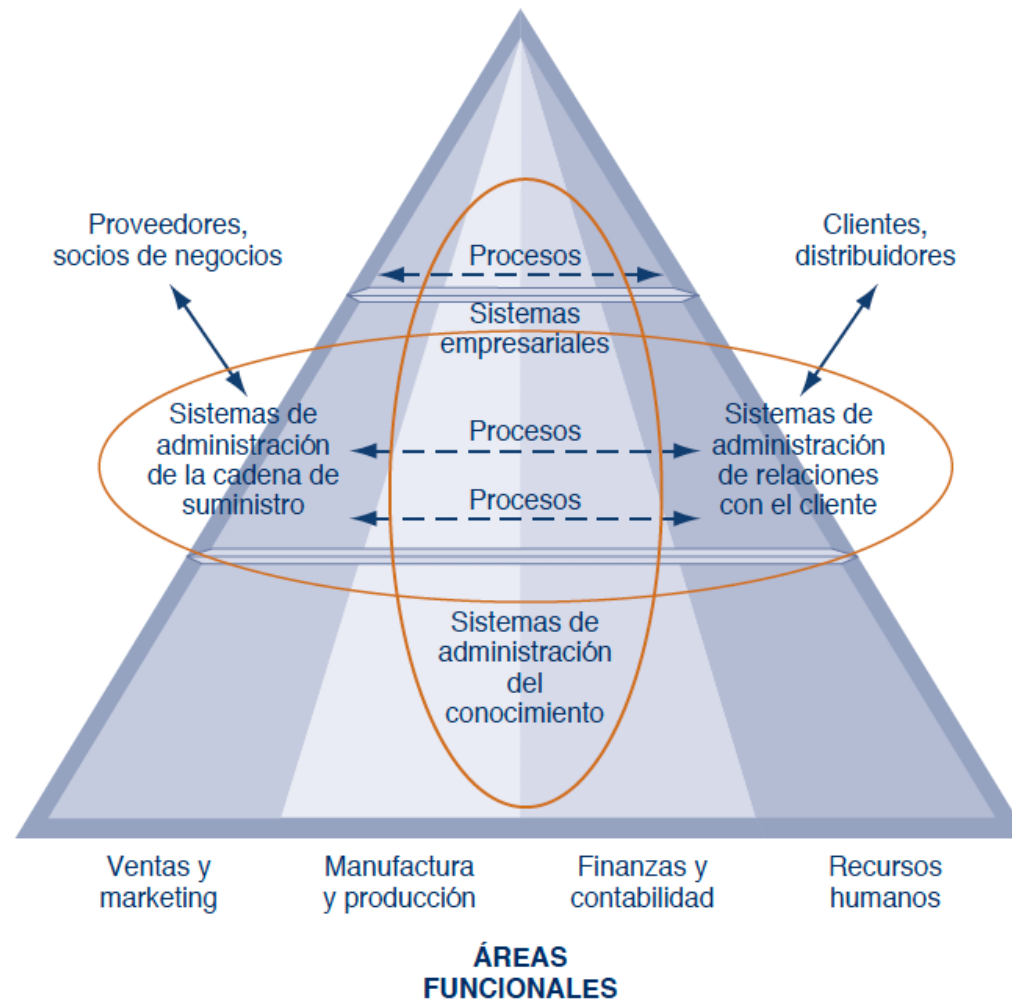 Proveedores,
socios de negocios
Clientes,
distribuidores
Procesos
Sistemas
empresariales
Sistemas de
administración
de la cadena de
suministro
Procesos
Procesos
Sistemas de
administración
de relaciones
con el cliente
Sistemas de
administración
del
conocimiento
Ventas y
marketing
Manufactura
y producción
Finanzas y
contabilidad
Recursos
humanos
ÁREAS
FUNCIONALES